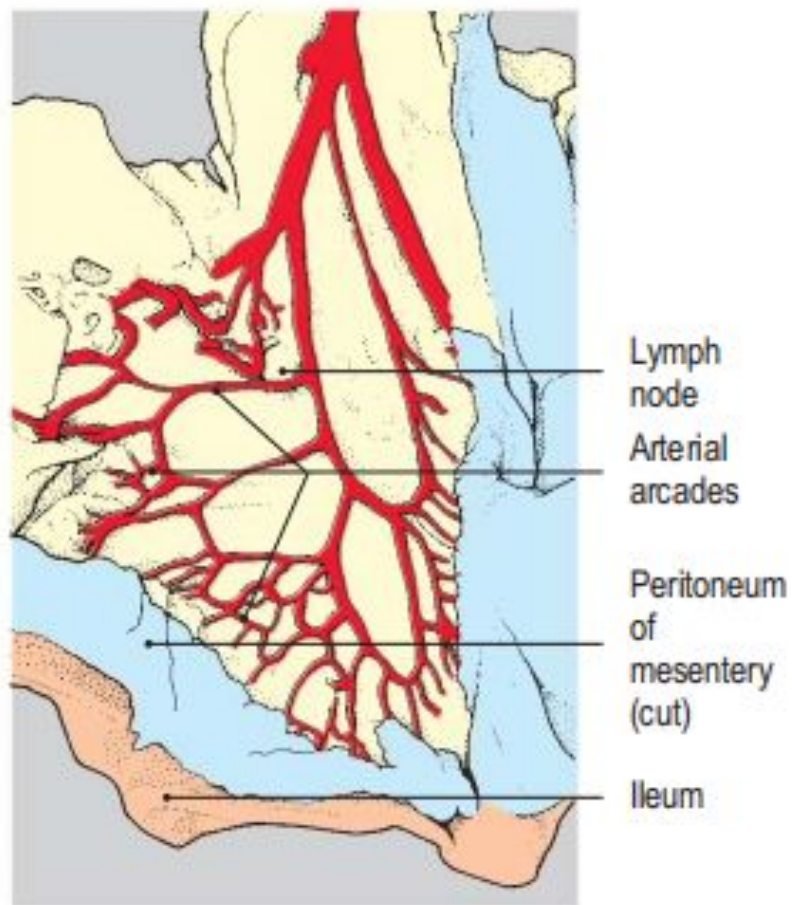 Lymph
node
Arterial
arcades
Peritoneum
of
mesentery
(cut)
Ileum